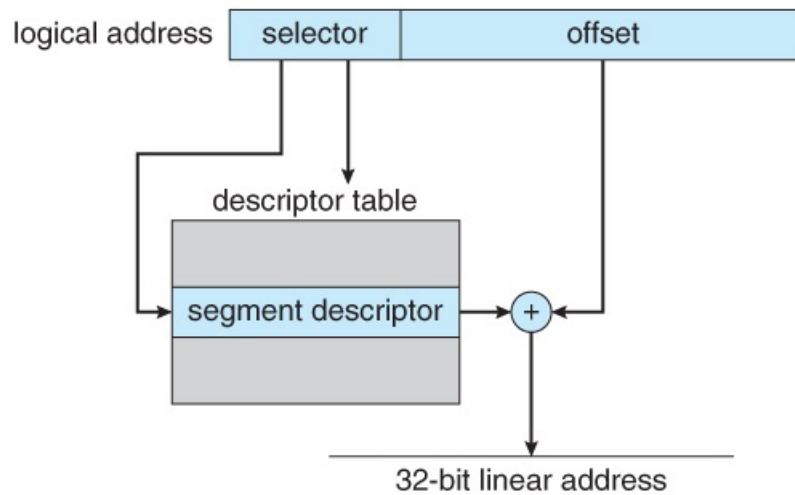 logical address selector offset
descriptor table
segment descriptor +
32-bit linear address